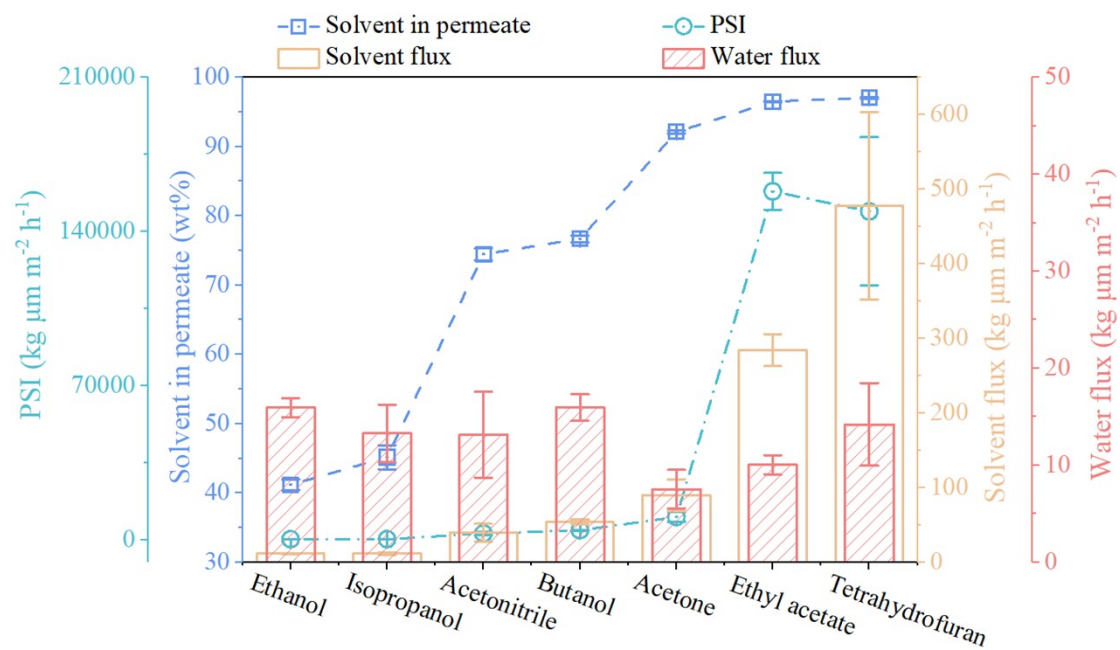 Solvent in permeate
PSI
Solvent flux
Water flux
PSI (kg μm m⁻² h⁻¹)
210000
140000
70000
0
Solvent in permeate (wt%)
100
90
80
70
60
50
40
30
Solvent flux (kg μm m⁻² h⁻¹)
600
500
400
300
200
100
0
Water flux (kg μm m⁻² h⁻¹)
50
40
30
20
10
0
Ethanol
Isopropanol
Acetonitrile
Butanol
Acetone
Ethyl acetate
Tetrahydrofuran